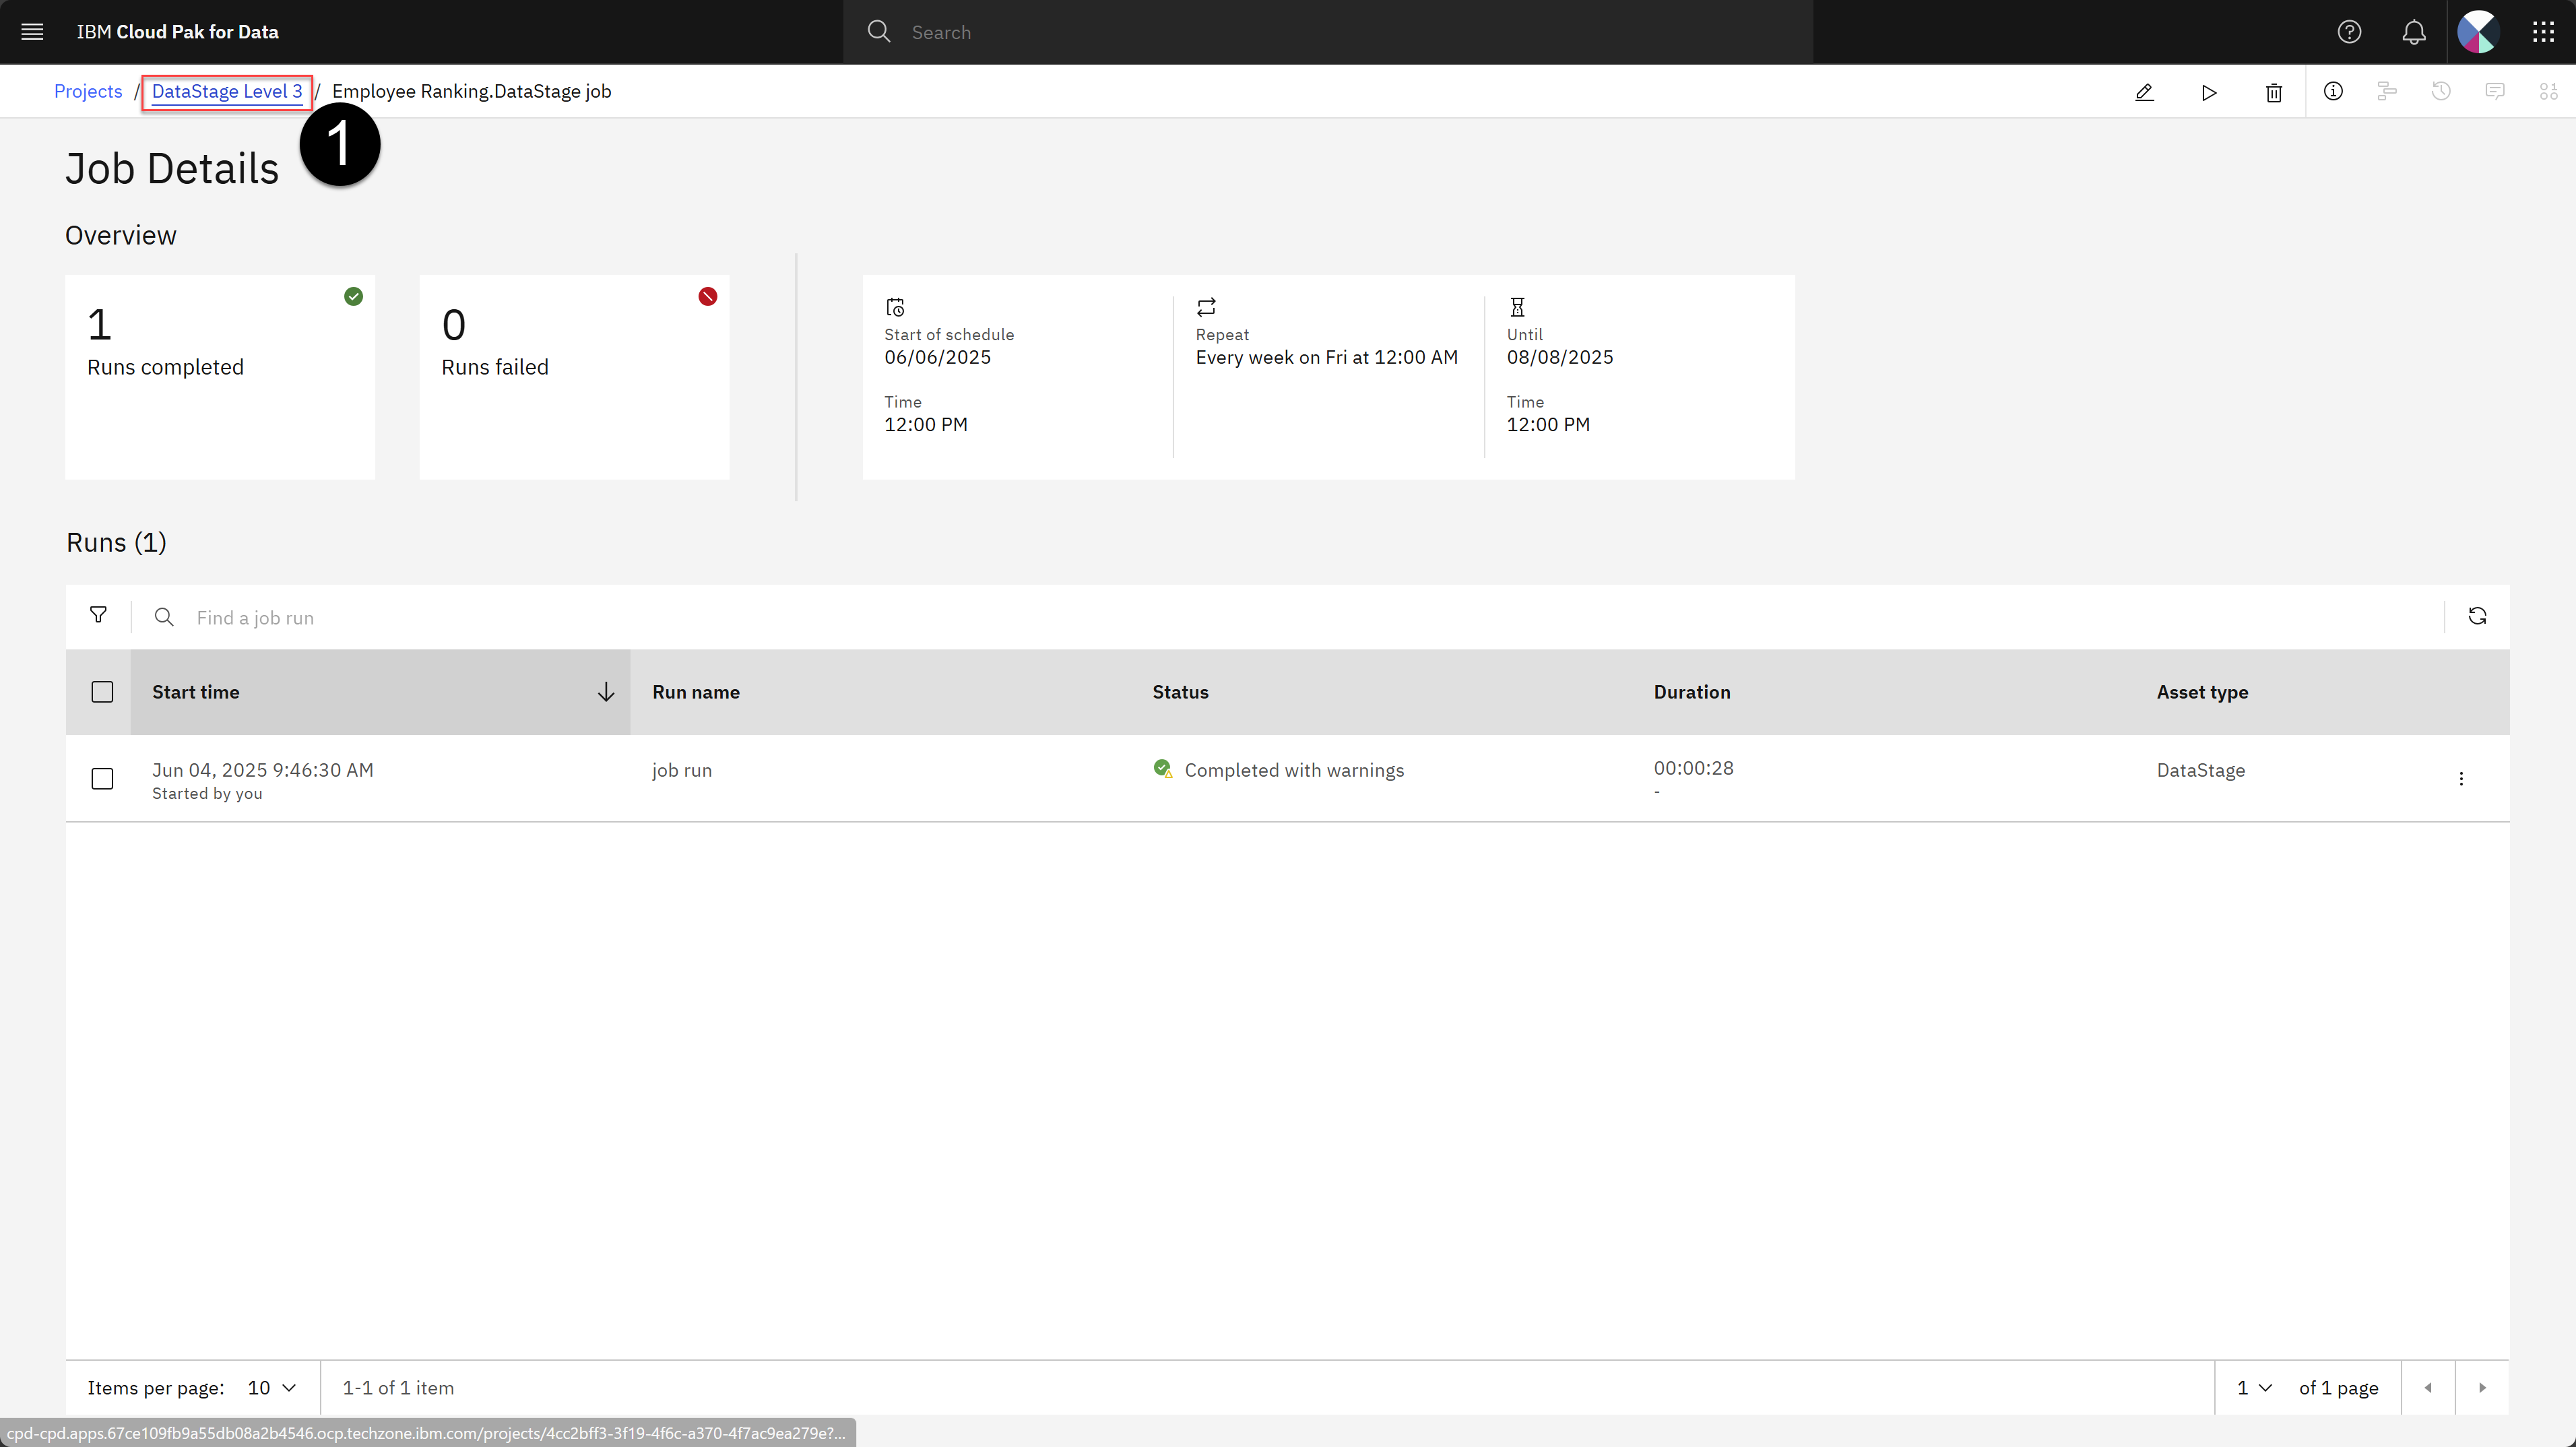 IBM Cloud Pak for Data
Search
Projects / DataStage Level 3 / Employee Ranking.DataStage job
1
Job Details
Overview
1
Runs completed
0
Runs failed
Start of schedule
06/06/2025
Time
12:00 PM
Repeat
Every week on Fri at 12:00 AM
Until
08/08/2025
Time
12:00 PM
Runs (1)
Find a job run
Start time Run name Status Duration Asset type
Jun 04, 2025 9:46:30 AM job run Completed with warnings 00:00:28 DataStage
Started by you -
Items per page: 10 1-1 of 1 item 1 of 1 page
cpd-cpd.apps.67ce109fb9a55db08a2b4546.ocp.techzone.ibm.com/projects/4cc2bff3-3f19-4f6c-a370-4f7ac9ea279e?...